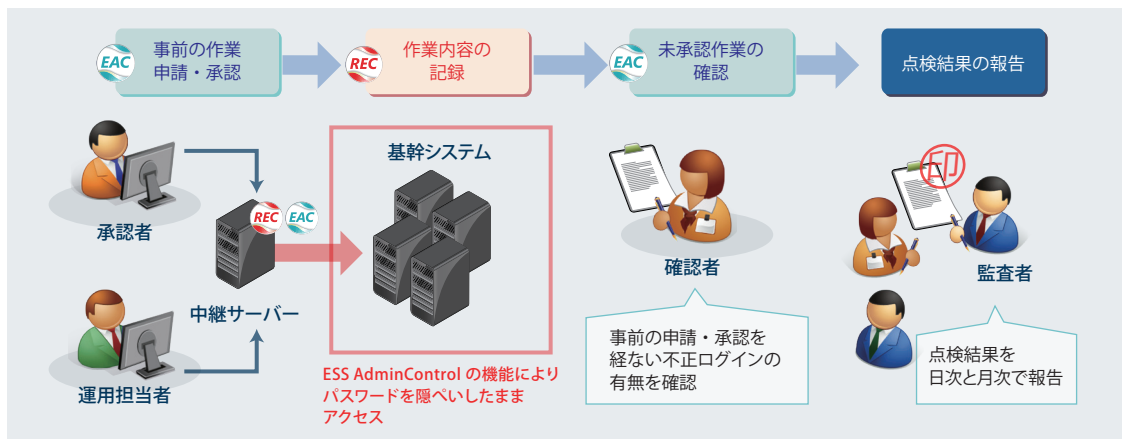 EAC
事前の作業
申請・承認
REC
作業内容の
記録
EAC
未承認作業の
確認
点検結果の報告
承認者
REC
EAC
中継サーバー
運用担当者
基幹システム
ESS AdminControl の機能により
パスワードを隠ぺいしたまま
アクセス
確認者
事前の申請・承認を
経ない不正ログインの
有無を確認
印
監査者
点検結果を
日次と月次で報告